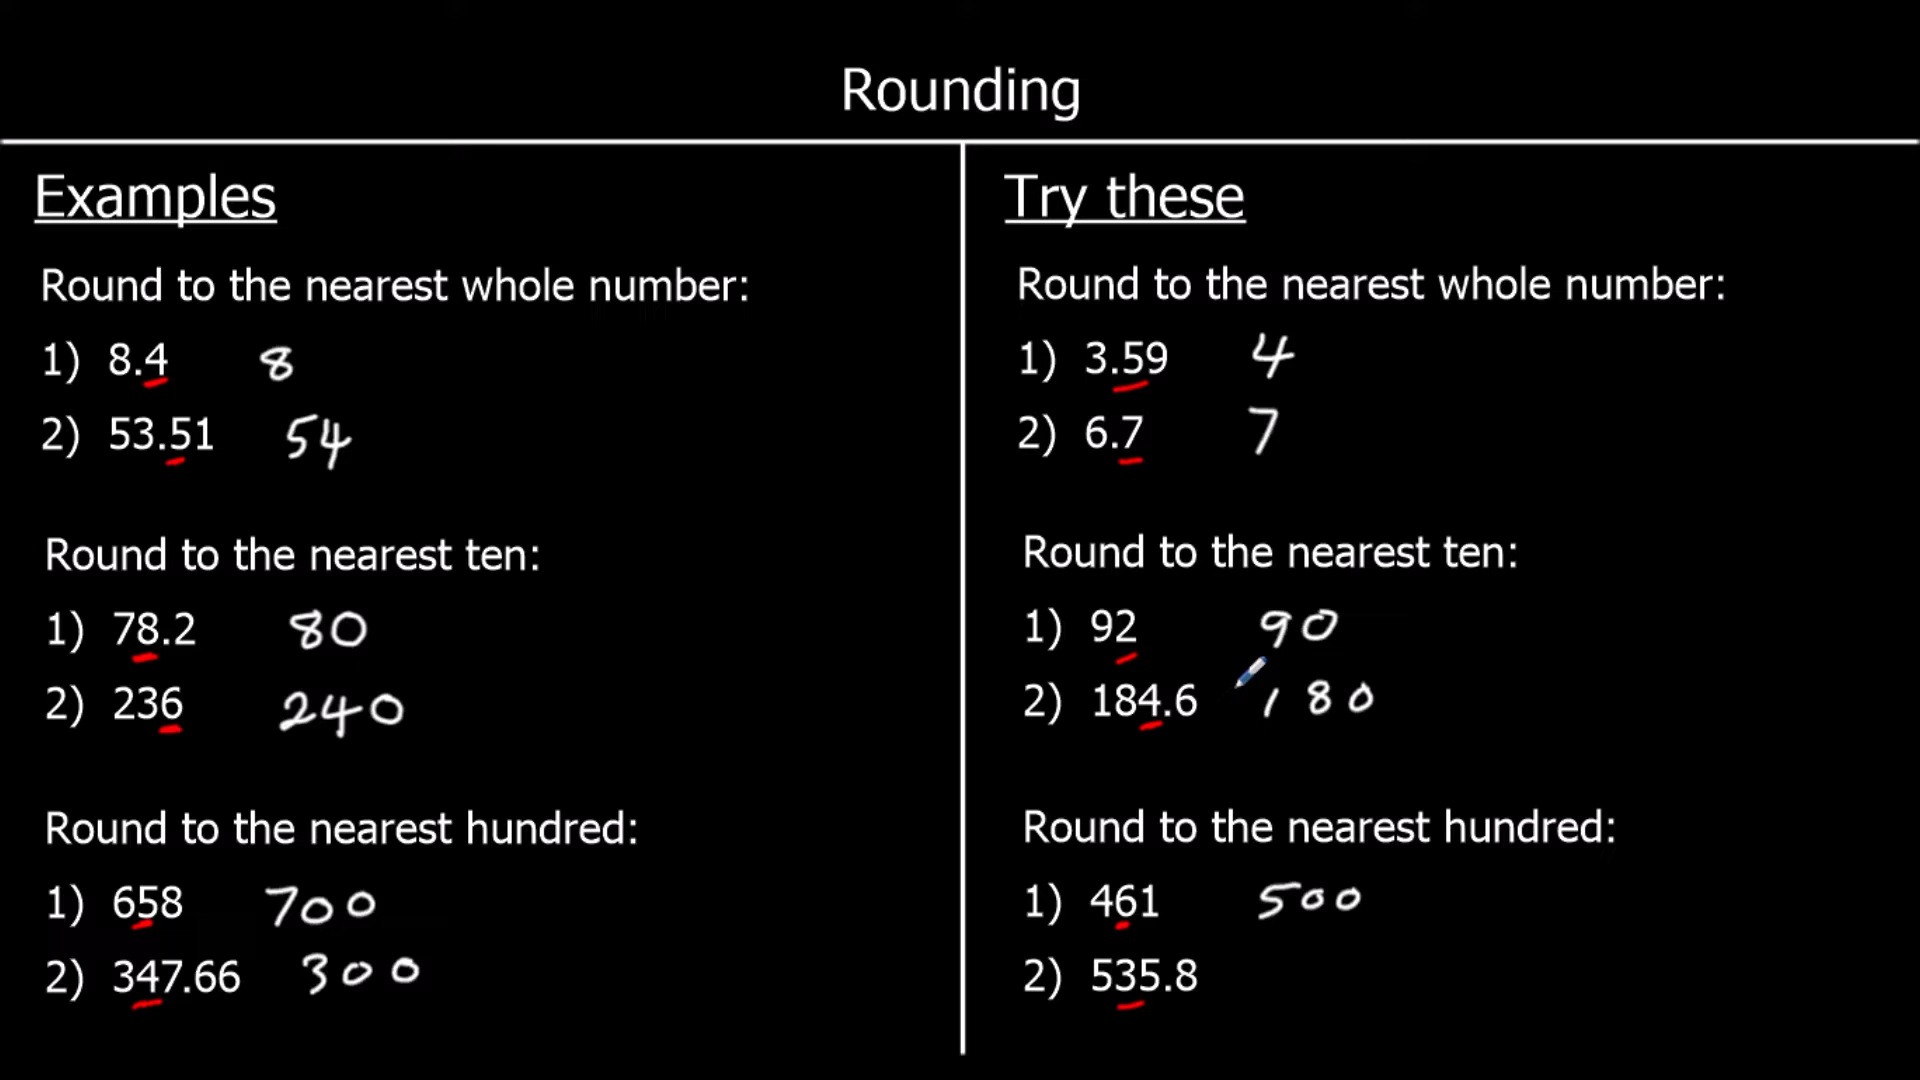 Rounding
Examples
Round to the nearest whole number:
1) 8.4 8
2) 53.51 54
Round to the nearest ten:
1) 78.2 80
2) 236 240
Round to the nearest hundred:
1) 658 700
2) 347.66 300
Try these
Round to the nearest whole number:
1) 3.59 4
2) 6.7 7
Round to the nearest ten:
1) 92 90
2) 184.6 180
Round to the nearest hundred:
1) 461 500
2) 535.8